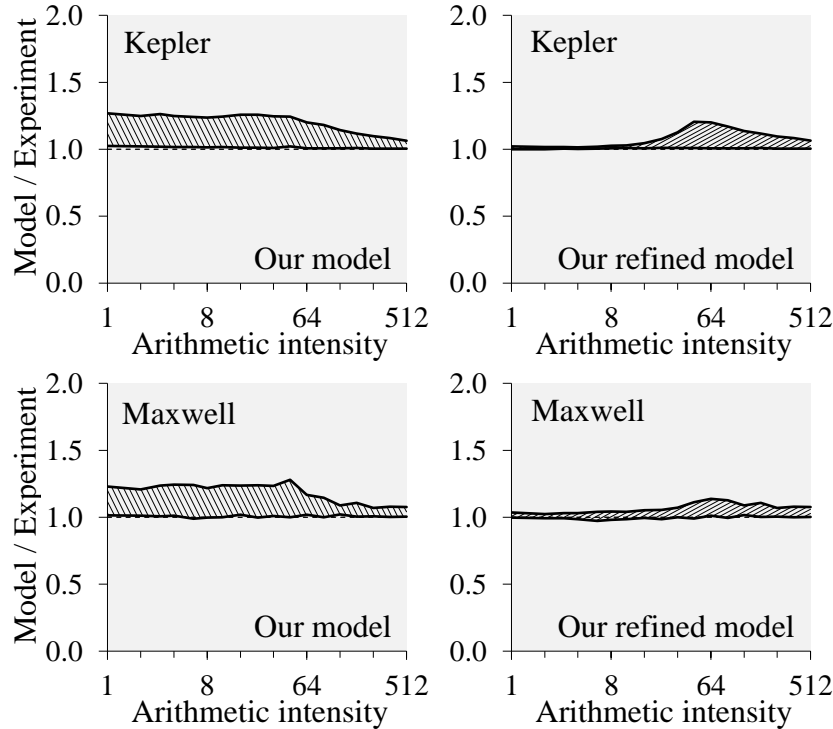 2.0
Kepler
1.5
1.0
0.5
Our model
0.0
1 8 64 512
Arithmetic intensity
Model / Experiment
2.0
Kepler
1.5
1.0
0.5
Our refined model
0.0
1 8 64 512
Arithmetic intensity
2.0
Maxwell
1.5
1.0
0.5
Our model
0.0
1 8 64 512
Arithmetic intensity
Model / Experiment
2.0
Maxwell
1.5
1.0
0.5
Our refined model
0.0
1 8 64 512
Arithmetic intensity